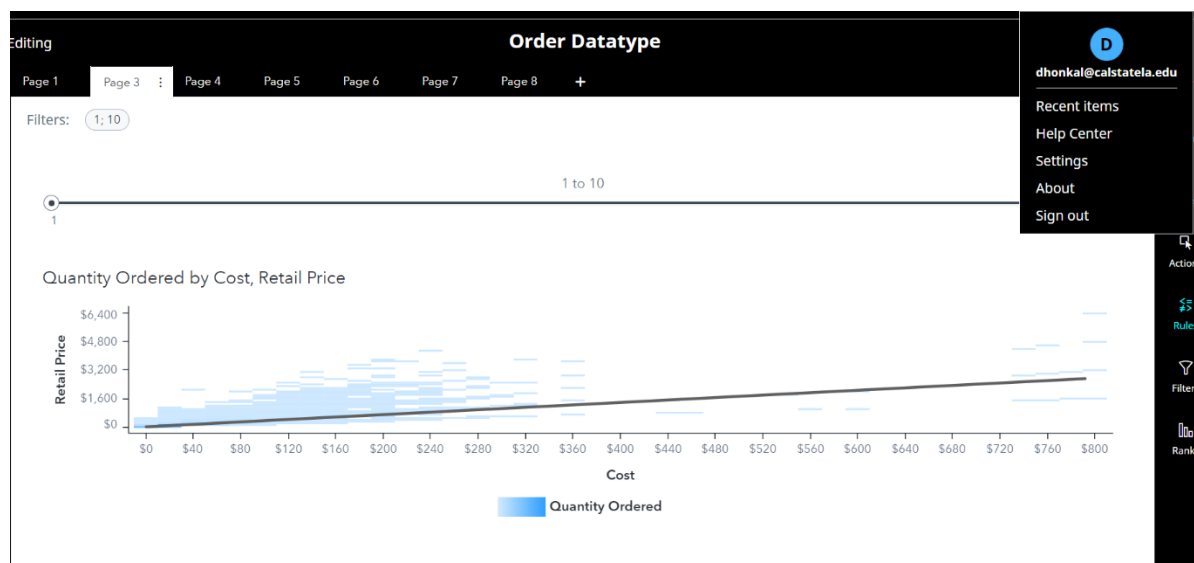 Editing
Order Datatype
D
dhonkal@calstatela.edu
Recent items
Help Center
Settings
About
Sign out
Page 1
Page 3
Page 4
Page 5
Page 6
Page 7
Page 8
+
Filters:
1; 10
1 to 10
1
Action
Rule
Filter
Rank
Quantity Ordered by Cost, Retail Price
Retail Price
$6,400
$4,800
$3,200
$1,600
$0
$0 $40 $80 $120 $160 $200 $240 $280 $320 $360 $400 $440 $480 $520 $560 $600 $640 $680 $720 $760 $800
Cost
Quantity Ordered